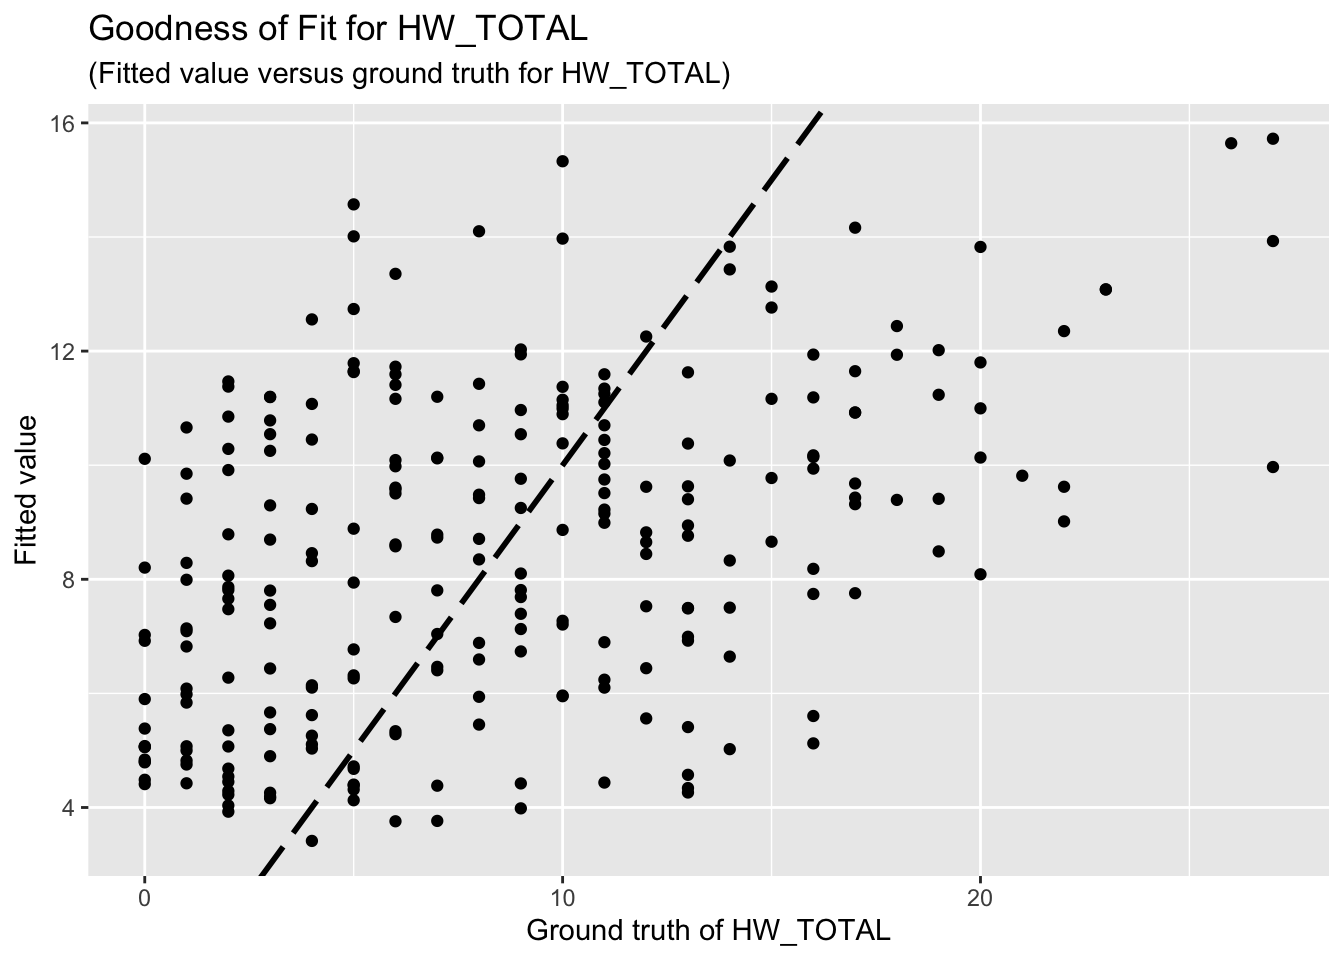 Goodness of Fit for HW_TOTAL
(Fitted value versus ground truth for HW_TOTAL)
16
12
8
4
Fitted value
0 10 20
Ground truth of HW_TOTAL